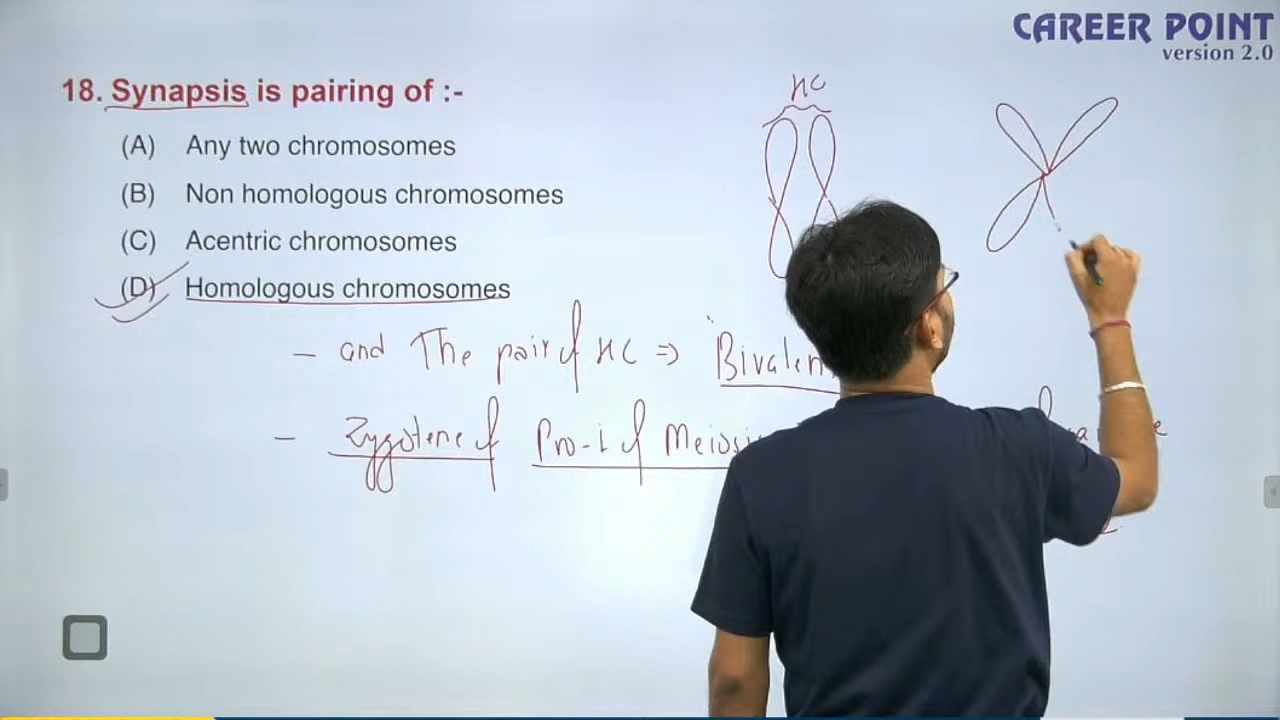 CAREER POINT
version 2.0
18. Synapsis is pairing of :-
HC
(A) Any two chromosomes
(B) Non homologous chromosomes
(C) Acentric chromosomes
(D) Homologous chromosomes
- and The pair of HC ⇒ Bivalen
- Zygotene of Pro-I of Meiosi